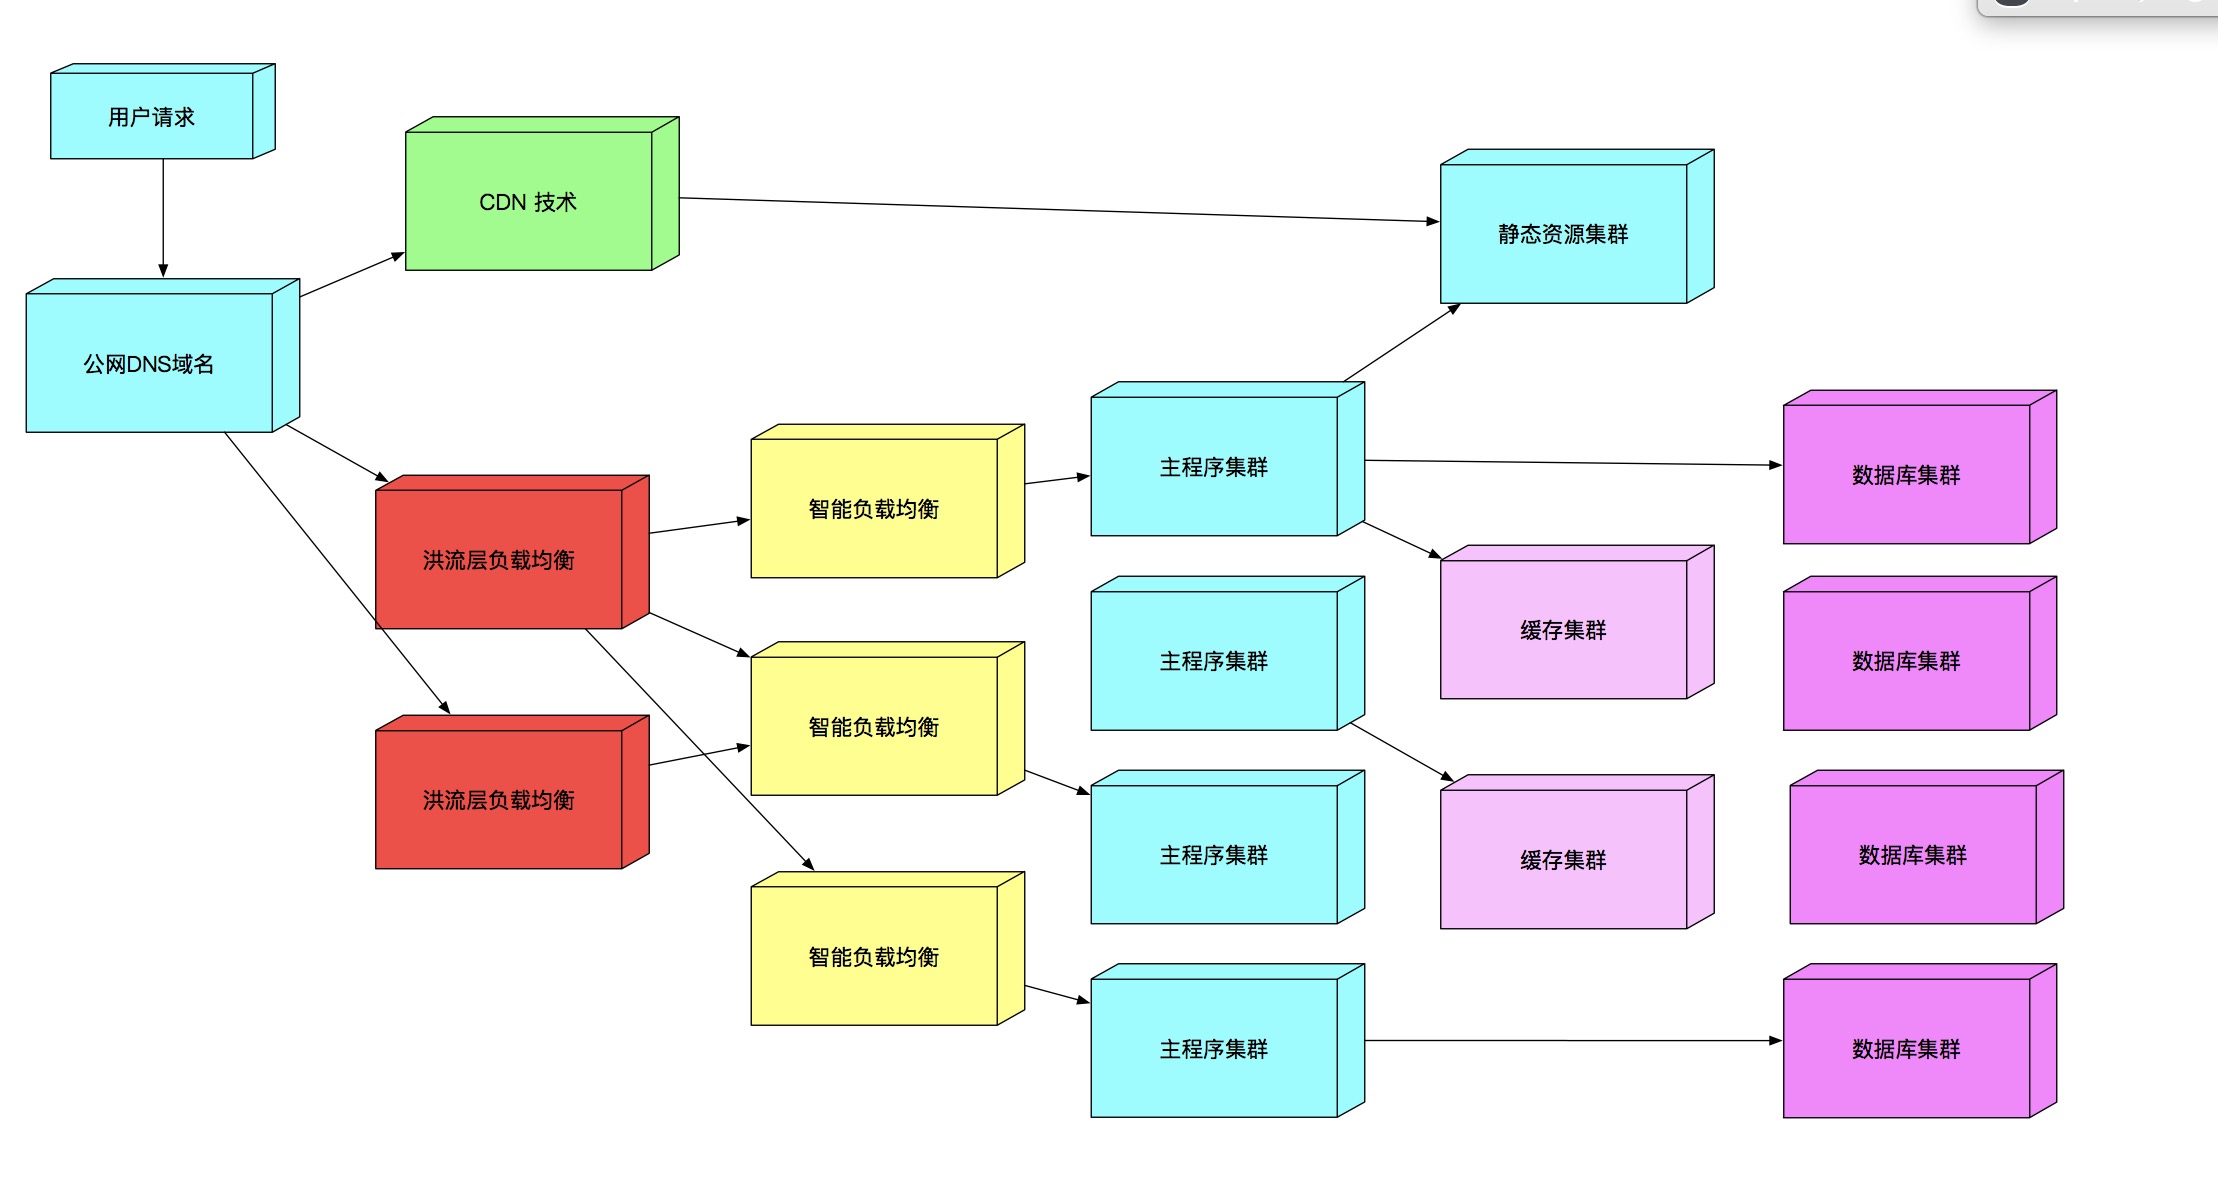 用户请求
CDN 技术
静态资源集群
公网DNS域名
主程序集群
数据库集群
智能负载均衡
洪流层负载均衡
缓存集群
主程序集群
数据库集群
智能负载均衡
洪流层负载均衡
主程序集群
缓存集群
数据库集群
智能负载均衡
主程序集群
数据库集群